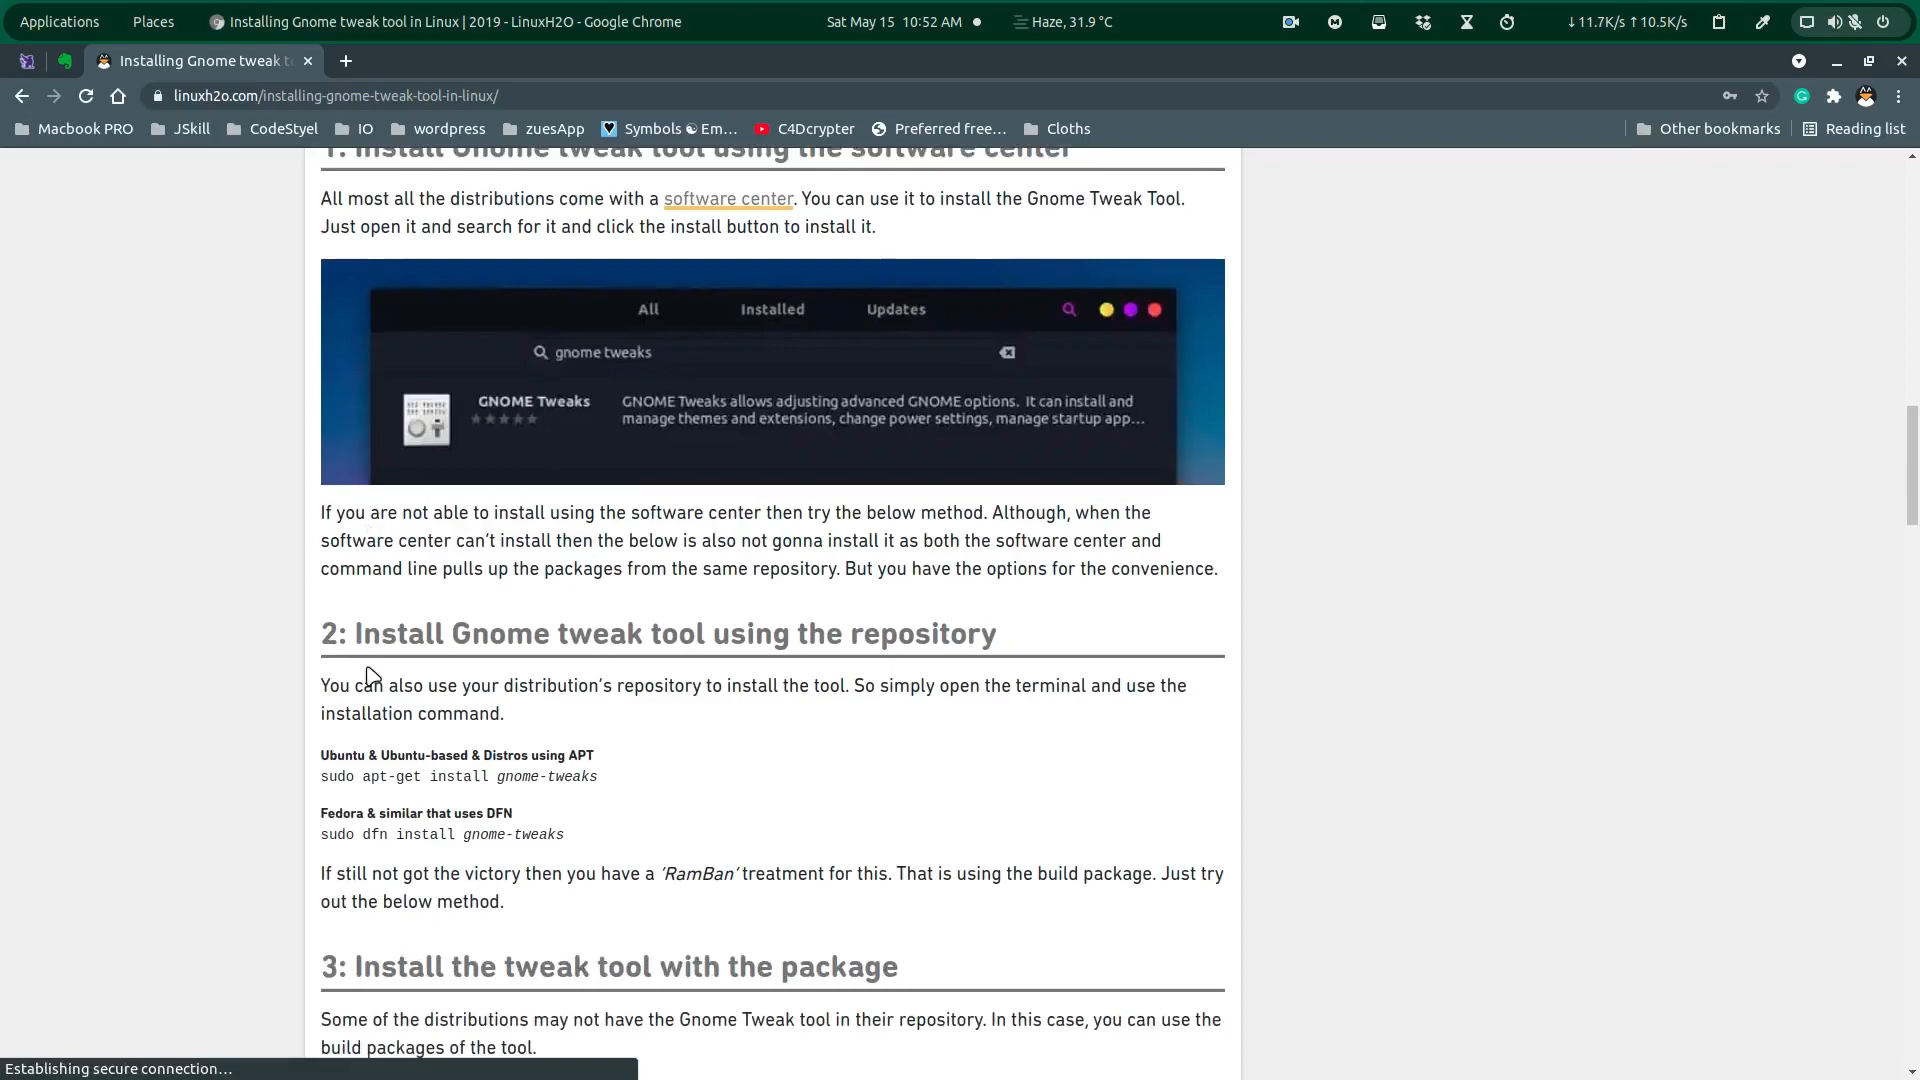 Applications Places Installing Gnome tweak tool in Linux | 2019 - LinuxH2O - Google Chrome Sat May 15 10:52 AM Haze, 31.9 °C ↓11.7K/s ↑10.5K/s
Installing Gnome tweak t
linuxh2o.com/installing-gnome-tweak-tool-in-linux/
Macbook PRO JSkill CodeStyel IO wordpress zuesApp Symbols ☯ Em... C4Dcrypter Preferred free... Cloths Other bookmarks Reading list
1: Install Gnome tweak tool using the software center
All most all the distributions come with a software center. You can use it to install the Gnome Tweak Tool.
Just open it and search for it and click the install button to install it.
All Installed Updates
gnome tweaks
GNOME Tweaks GNOME Tweaks allows adjusting advanced GNOME options. It can install and
manage themes and extensions, change power settings, manage startup app...
If you are not able to install using the software center then try the below method. Although, when the
software center can't install then the below is also not gonna install it as both the software center and
command line pulls up the packages from the same repository. But you have the options for the convenience.
2: Install Gnome tweak tool using the repository
You can also use your distribution's repository to install the tool. So simply open the terminal and use the
installation command.
Ubuntu & Ubuntu-based & Distros using APT
sudo apt-get install gnome-tweaks
Fedora & similar that uses DFN
sudo dfn install gnome-tweaks
If still not got the victory then you have a 'RamBan' treatment for this. That is using the build package. Just try
out the below method.
3: Install the tweak tool with the package
Some of the distributions may not have the Gnome Tweak tool in their repository. In this case, you can use the
build packages of the tool.
Establishing secure connection...